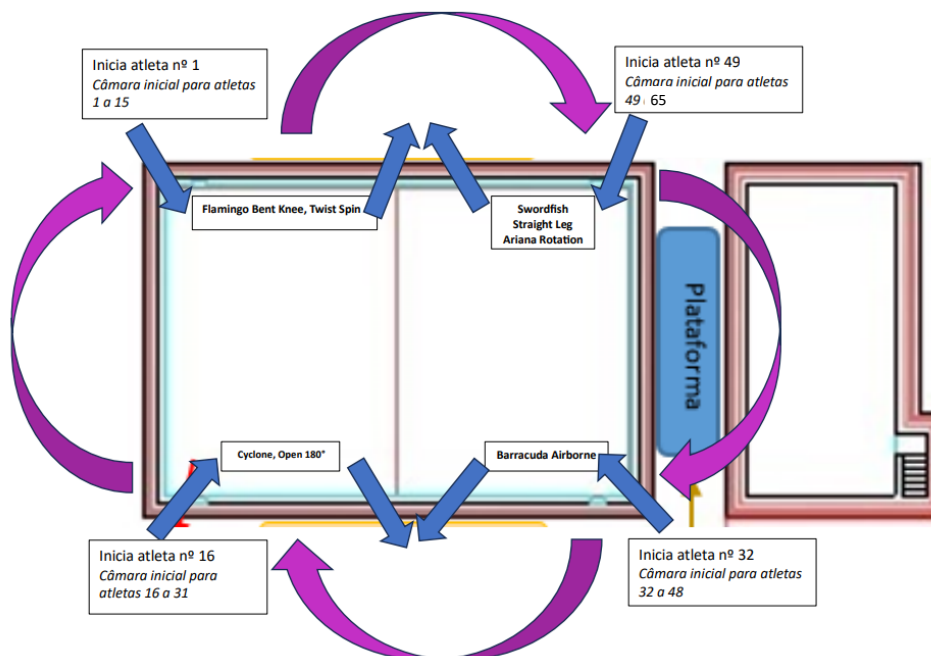 Inicia atleta nº 1
Câmara inicial para atletas
1 a 15
Inicia atleta nº 49
Câmara inicial para atletas
49 65
Flamingo Bent Knee, Twist Spin
Swordfish
Straight Leg
Ariana Rotation
Plataforma
Cyclone, Open 180°
Barracuda Airborne
Inicia atleta nº 16
Câmara inicial para
atletas 16 a 31
Inicia atleta nº 32
Câmara inicial para atletas
32 a 48